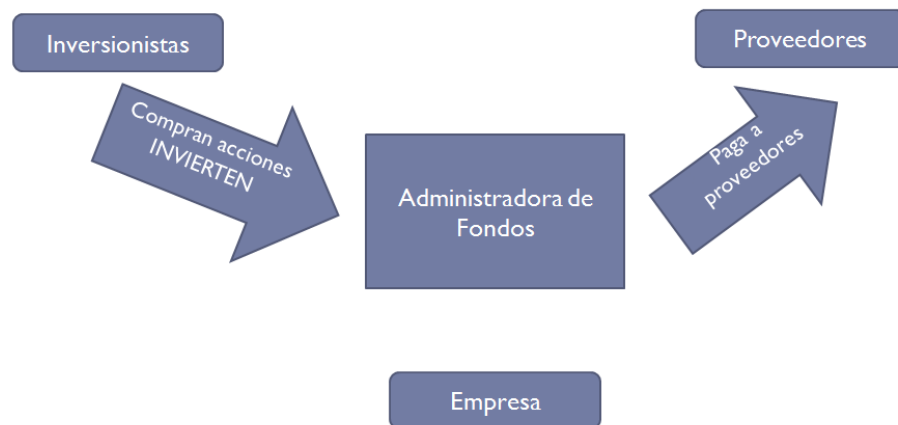 Inversionistas
Proveedores
Compran acciones
INVIERTEN
Paga a
proveedores
Administradora de
Fondos
Empresa